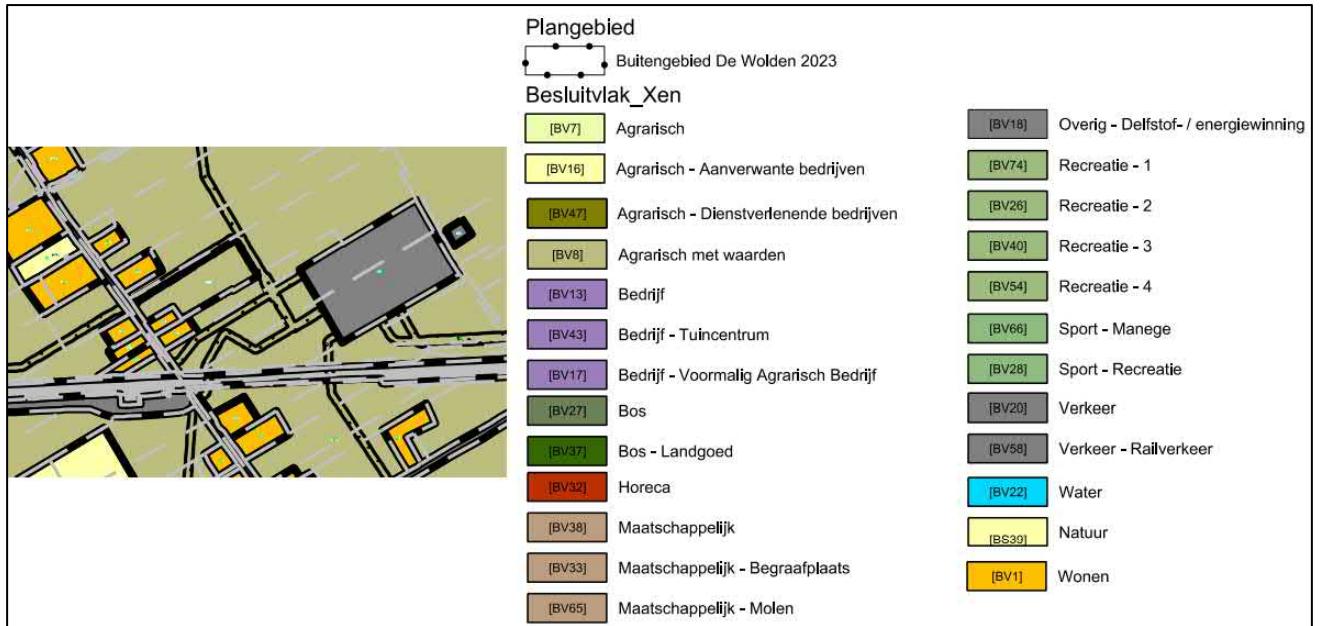 Plangebied
Buitengebied De Wolden 2023
Besluitvlak_Xen
[BV7] Agrarisch
[BV16] Agrarisch - Aanverwante bedrijven
[BV47] Agrarisch - Dienstverlenende bedrijven
[BV8] Agrarisch met waarden
[BV13] Bedrijf
[BV43] Bedrijf - Tuincentrum
[BV17] Bedrijf - Voormalig Agrarisch Bedrijf
[BV27] Bos
[BV37] Bos - Landgoed
[BV32] Horeca
[BV38] Maatschappelijk
[BV33] Maatschappelijk - Begraafplaats
[BV65] Maatschappelijk - Molen
[BV18] Overig - Delfstof- / energiewinning
[BV74] Recreatie - 1
[BV26] Recreatie - 2
[BV40] Recreatie - 3
[BV54] Recreatie - 4
[BV66] Sport - Manege
[BV28] Sport - Recreatie
[BV20] Verkeer
[BV58] Verkeer - Railverkeer
[BV22] Water
[BS39] Natuur
[BV1] Wonen